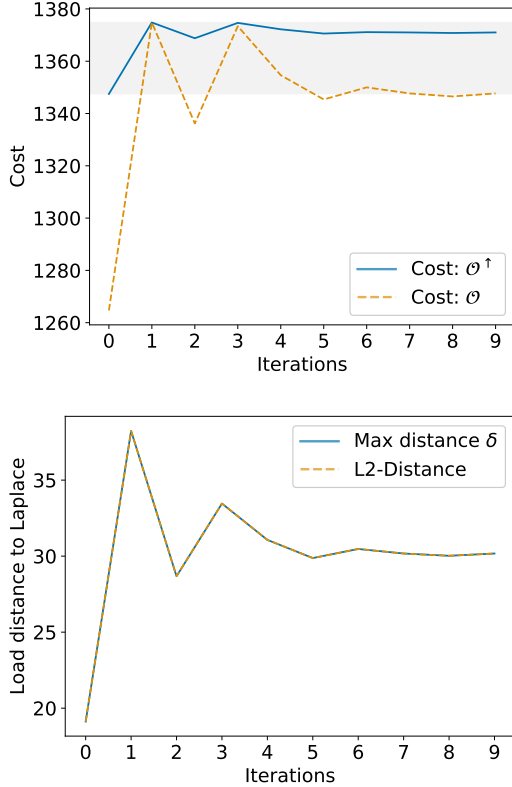 1380
1360
1340
1320
1300
1280
1260
Cost
Cost: 𝒪↑
Cost: 𝒪
0 1 2 3 4 5 6 7 8 9
Iterations
35
30
25
20
Load distance to Laplace
Max distance δ
L2-Distance
0 1 2 3 4 5 6 7 8 9
Iterations